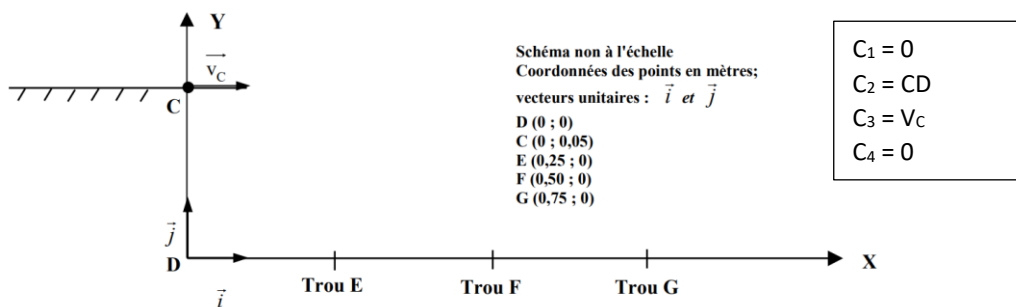 Y
v_C
C
Schéma non à l'échelle
Coordonnées des points en mètres;
vecteurs unitaires : i et j
D (0 ; 0)
C (0 ; 0,05)
E (0,25 ; 0)
F (0,50 ; 0)
G (0,75 ; 0)
C₁ = 0
C₂ = CD
C₃ = V꜀
C₄ = 0
j
D
X
Trou E Trou F Trou G
i